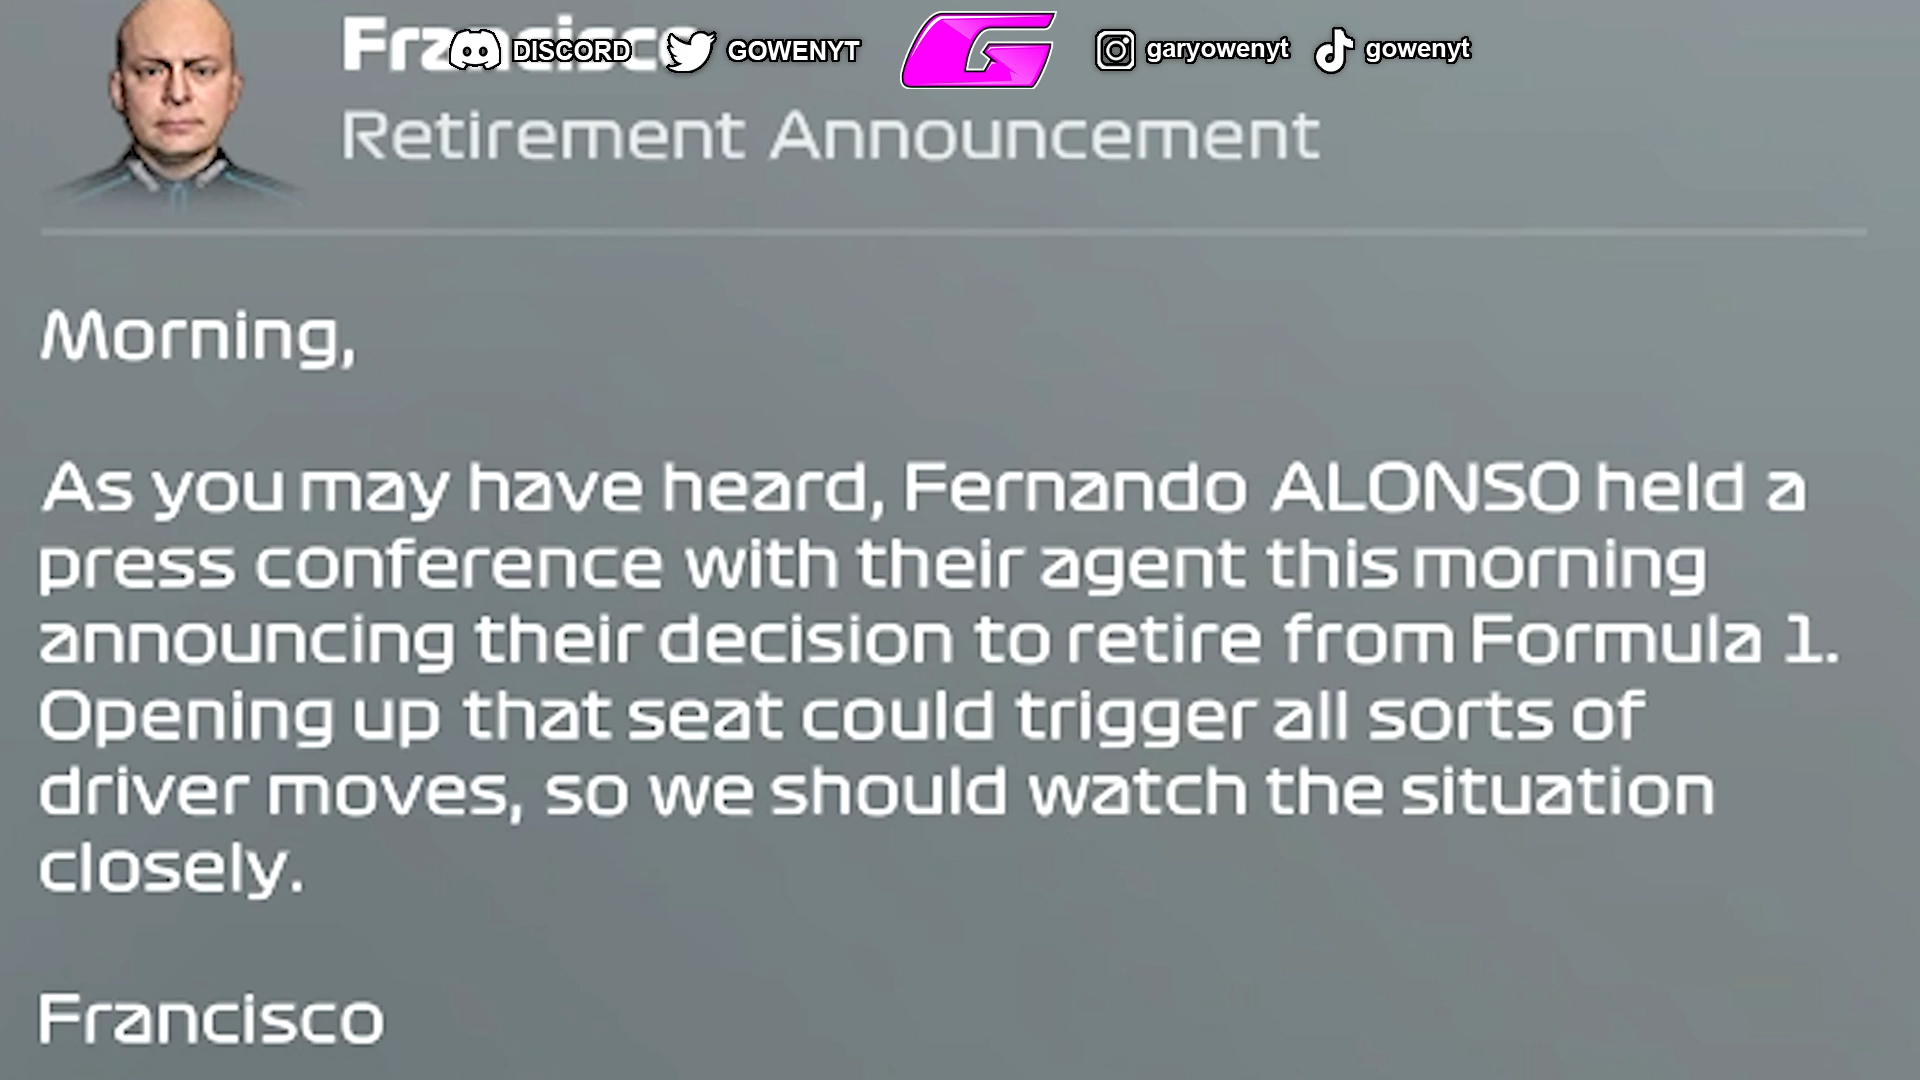 Francisco
DISCORD
GOWENYT
G
garyowenyt
gowenyt
Retirement Announcement
Morning,
As you may have heard, Fernando ALONSO held a
press conference with their agent this morning
announcing their decision to retire from Formula 1.
Opening up that seat could trigger all sorts of
driver moves, so we should watch the situation
closely.
Francisco